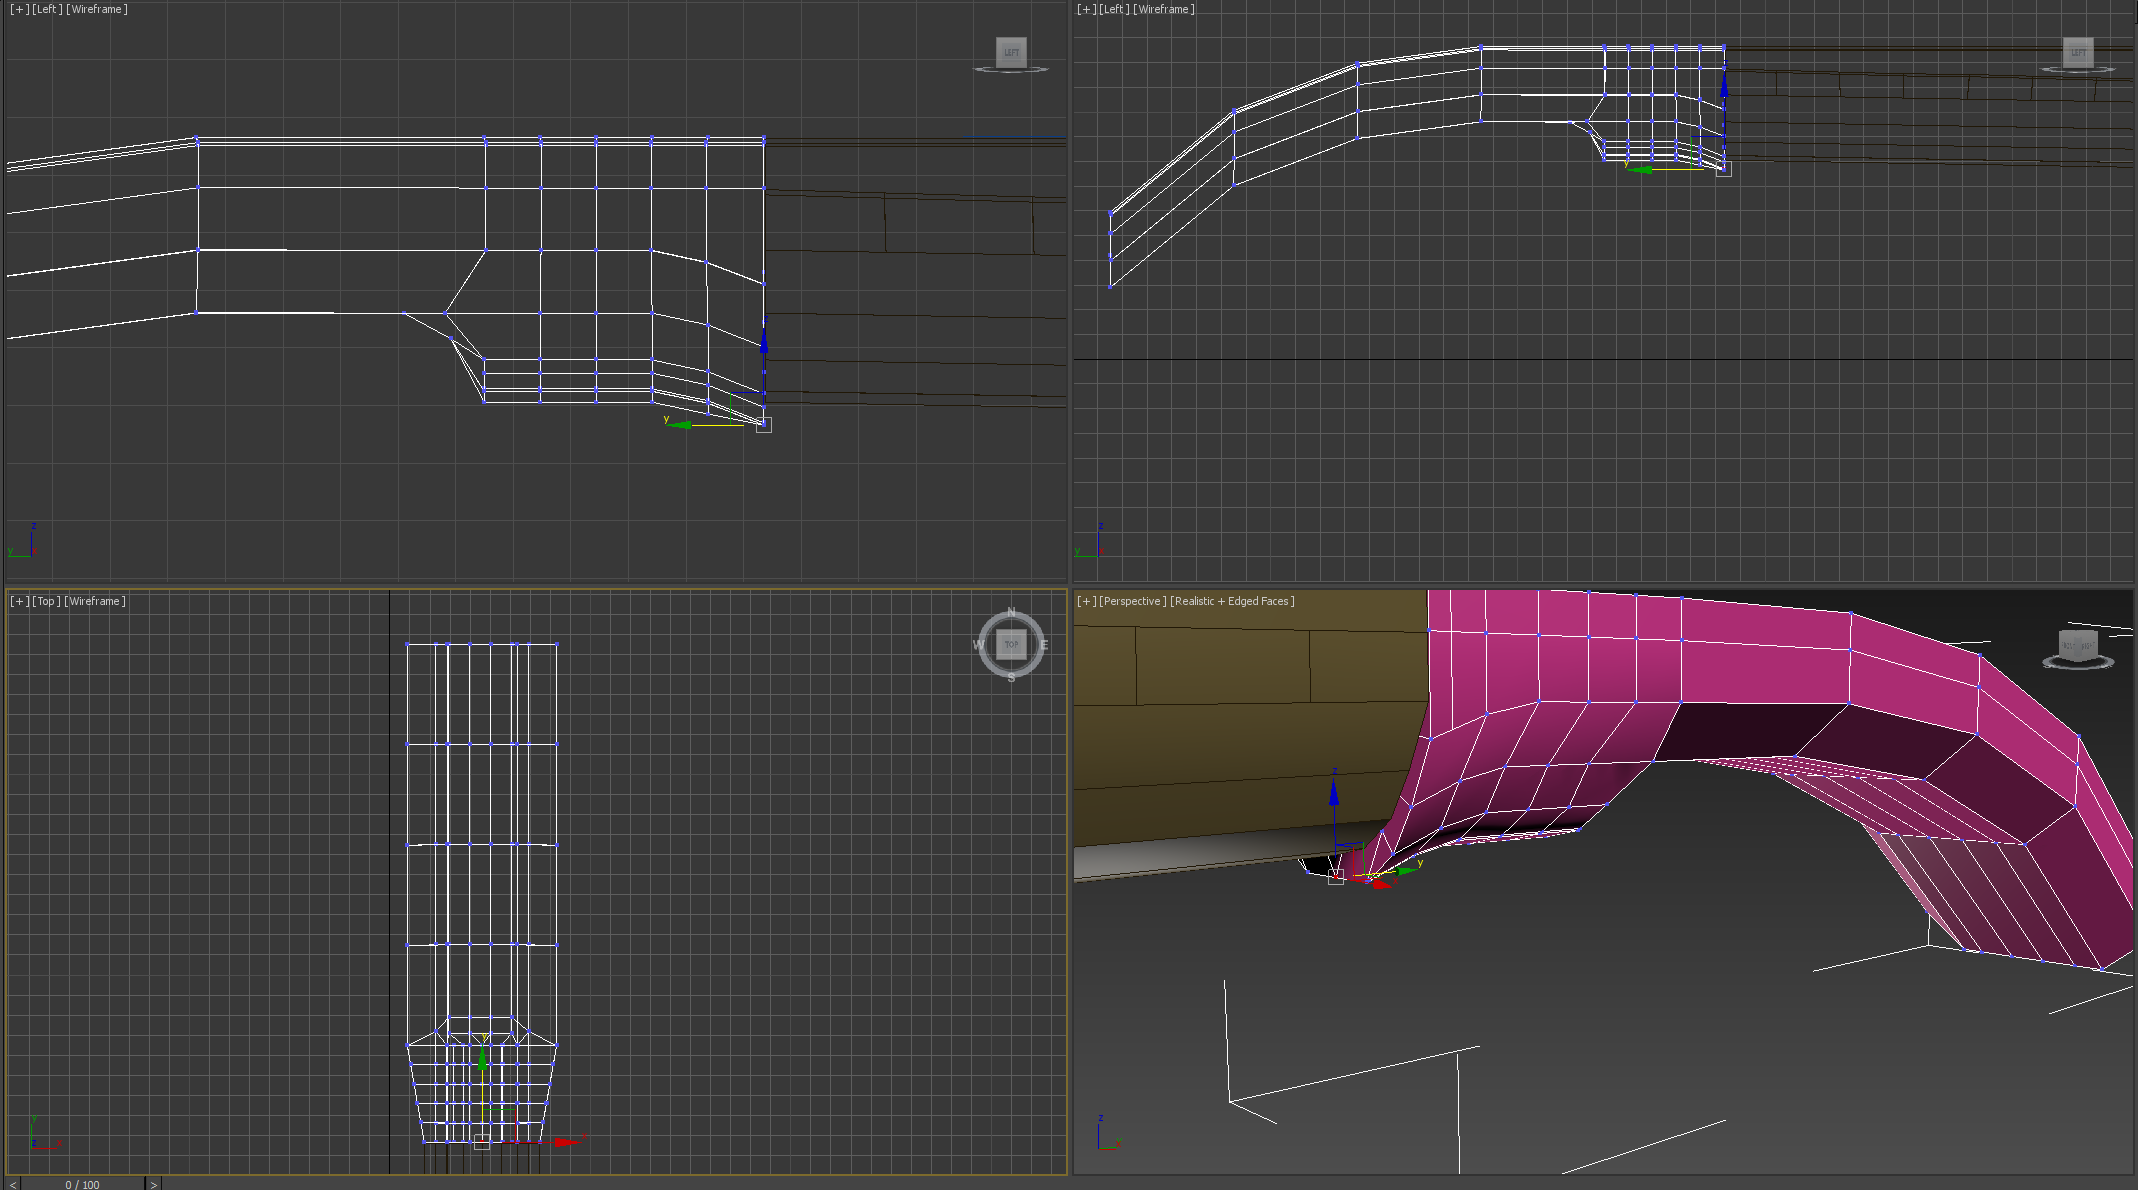 [+] [Left] [Wireframe]
[+] [Left] [Wireframe]
LEFT
LEFT
z
y
y
z
y
y
z
y
[+] [Top] [Wireframe]
[+] [Perspective] [Realistic + Edged Faces]
N
W
TOP
E
S
z
y
y
z
y
z
< 0 / 100 >